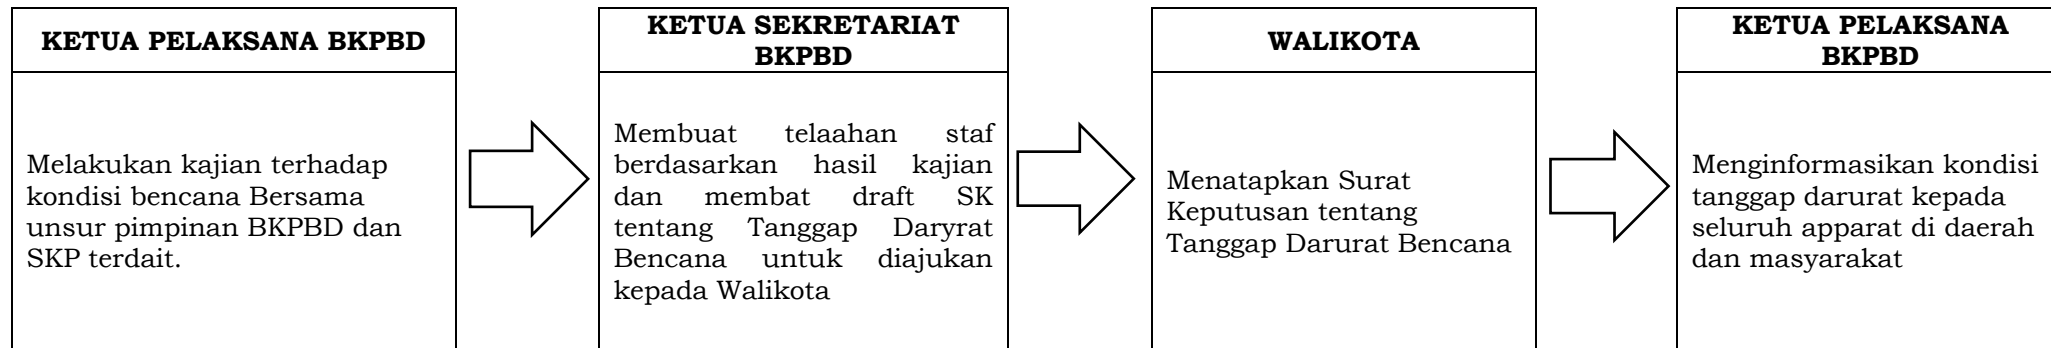 KETUA PELAKSANA BKPBD
Melakukan kajian terhadap
kondisi bencana Bersama
unsur pimpinan BKPBD dan
SKP terdait.
KETUA SEKRETARIAT
BKPBD
Membuat telaahan staf
berdasarkan hasil kajian
dan membat draft SK
tentang Tanggap Daryrat
Bencana untuk diajukan
kepada Walikota
WALIKOTA
Menatapkan Surat
Keputusan tentang
Tanggap Darurat Bencana
KETUA PELAKSANA
BKPBD
Menginformasikan kondisi
tanggap darurat kepada
seluruh apparat di daerah
dan masyarakat